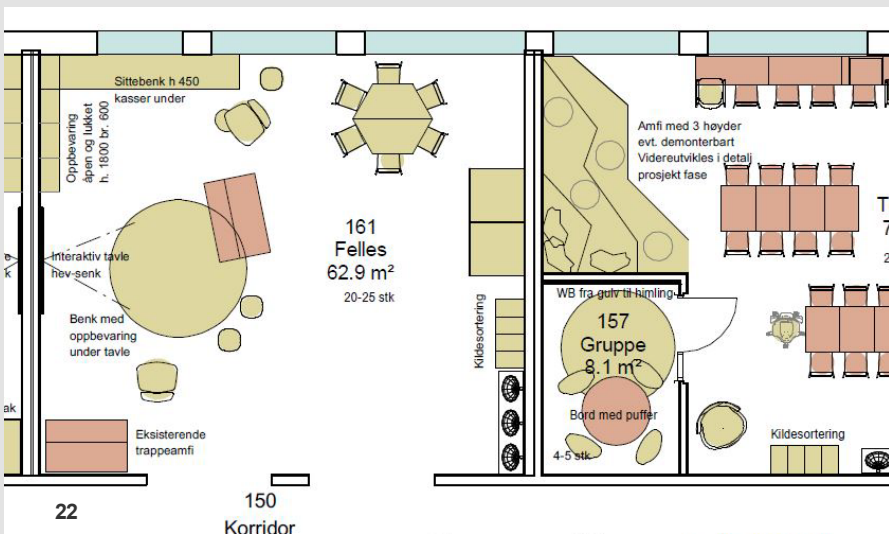 Sittebenk h 450
kasser under
Oppbevaring
åpen og lukket
h. 1800 br. 600
Amfi med 3 høyder
evt. demonterbart
Videreutvikles i detalj
prosjekt fase
161
Felles
62.9 m²
20-25 stk
Interaktiv tavle
hev-senk
Benk med
oppbevaring
under tavle
Kildesortering
WB fra gulv til himling
157
Gruppe
8.1 m²
Bord med puffer
4-5 stk
Eksisterende
trappeamfi
Kildesortering
22
150
Korridor